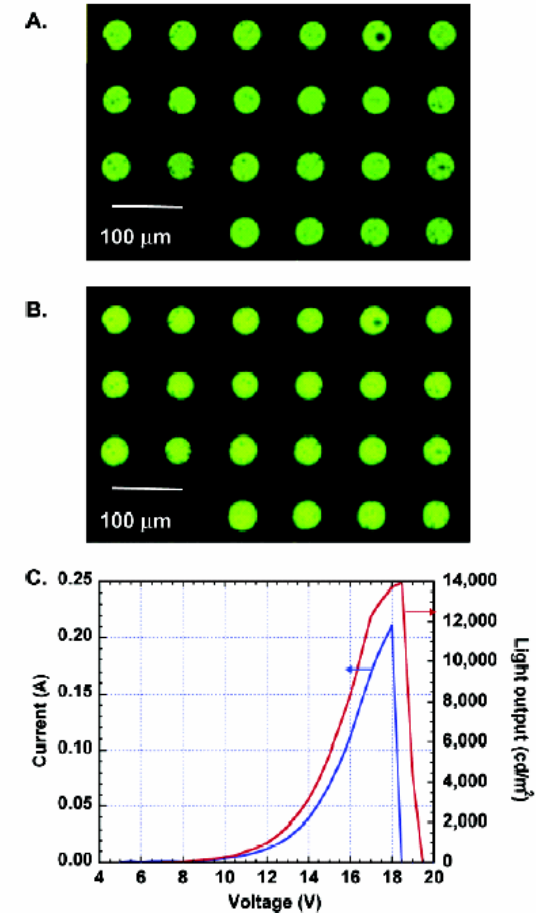 A.
100 μm
B.
100 μm
C.
0.25
0.20
0.15
0.10
0.05
0.00
Current (A)
14,000
12,000
10,000
8,000
6,000
4,000
2,000
0
Light output (cd/m²)
4 6 8 10 12 14 16 18 20
Voltage (V)